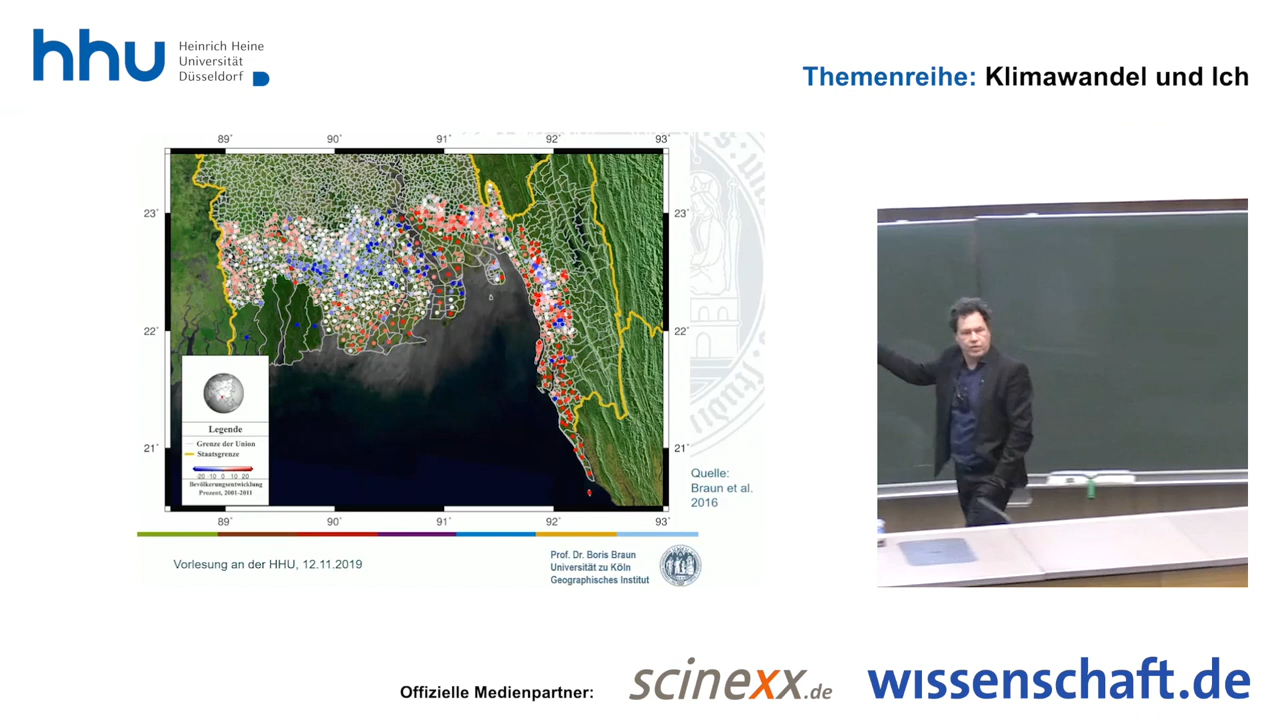 hhu Heinrich Heine
Universität
Düsseldorf
Themenreihe: Klimawandel und Ich
89° 90° 91° 92° 93°
23° 23°
22° 22°
21° 21°
Legende
Grenze der Union
Staatsgrenze
-20 -10 0 10 20
Bevölkerungsentwicklung
Prozent, 2001-2011
89° 90° 91° 92° 93°
Quelle:
Braun et al.
2016
Vorlesung an der HHU, 12.11.2019
Prof. Dr. Boris Braun
Universität zu Köln
Geographisches Institut
Offizielle Medienpartner:
scinexx.de
wissenschaft.de